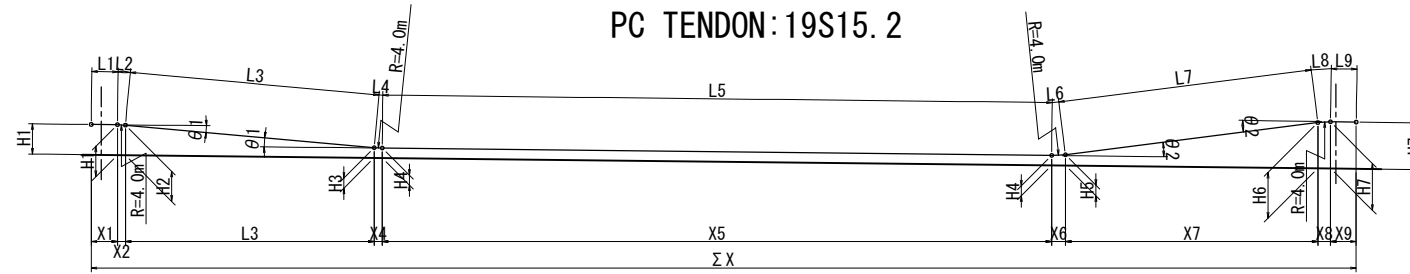 PC TENDON:19S15.2
L1 L2 L3 L4 L5 L6 L7 L8 L9
R=4.0m
R=4.0m
H1 θ1 θ1 θ2 θ2
H H2 H3 H4 H4 H5 H6 H7
R=4.0m
R=4.0m
X1 X2 L3 X4 X5 X6 X7 X8 X9
ΣX